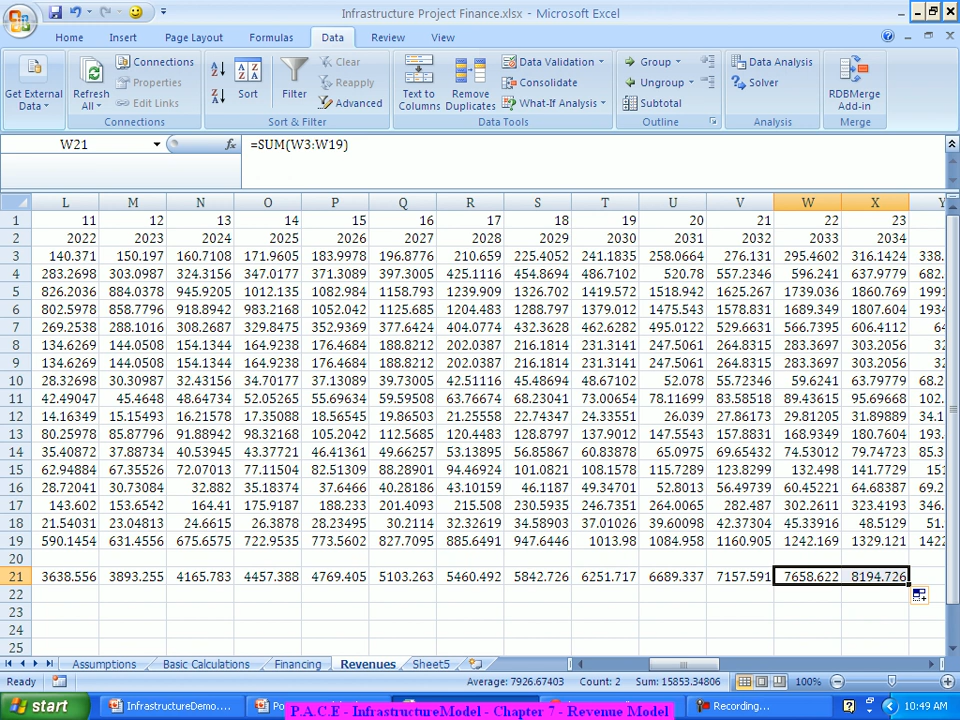 Infrastructure Project Finance.xlsx - Microsoft Excel
Home Insert Page Layout Formulas Data Review View
Get External Data Refresh All Connections Properties Edit Links Sort Filter Clear Reapply Advanced Text to Columns Remove Duplicates Data Validation Consolidate What-If Analysis Group Ungroup Subtotal Data Analysis Solver RDBMerge Add-in
Connections Sort & Filter Data Tools Outline Analysis Merge
W21 fx =SUM(W3:W19)
L M N O P Q R S T U V W X Y
1 11 12 13 14 15 16 17 18 19 20 21 22 23
2 2022 2023 2024 2025 2026 2027 2028 2029 2030 2031 2032 2033 2034
3 140.371 150.197 160.7108 171.9605 183.9978 196.8776 210.659 225.4052 241.1835 258.0664 276.131 295.4602 316.1424 338.
4 283.2698 303.0987 324.3156 347.0177 371.3089 397.3005 425.1116 454.8694 486.7102 520.78 557.2346 596.241 637.9779 682.
5 826.2036 884.0378 945.9205 1012.135 1082.984 1158.793 1239.909 1326.702 1419.572 1518.942 1625.267 1739.036 1860.769 1991
6 802.5978 858.7796 918.8942 983.2168 1052.042 1125.685 1204.483 1288.797 1379.012 1475.543 1578.831 1689.349 1807.604 1934
7 269.2538 288.1016 308.2687 329.8475 352.9369 377.6424 404.0774 432.3628 462.6282 495.0122 529.6631 566.7395 606.4112 64
8 134.6269 144.0508 154.1344 164.9238 176.4684 188.8212 202.0387 216.1814 231.3141 247.5061 264.8315 283.3697 303.2056 32
9 134.6269 144.0508 154.1344 164.9238 176.4684 188.8212 202.0387 216.1814 231.3141 247.5061 264.8315 283.3697 303.2056 32
10 28.32698 30.30987 32.43156 34.70177 37.13089 39.73005 42.51116 45.48694 48.67102 52.078 55.72346 59.6241 63.79779 68.2
11 42.49047 45.4648 48.64734 52.05265 55.69634 59.59508 63.76674 68.23041 73.00654 78.11699 83.58518 89.43615 95.69668 102.
12 14.16349 15.15493 16.21578 17.35088 18.56545 19.86503 21.25558 22.74347 24.33551 26.039 27.86173 29.81205 31.89889 34.1
13 80.25978 85.87796 91.88942 98.32168 105.2042 112.5685 120.4483 128.8797 137.9012 147.5543 157.8831 168.9349 180.7604 193.
14 35.40872 37.88734 40.53945 43.37721 46.41361 49.66257 53.13895 56.85867 60.83878 65.0975 69.65432 74.53012 79.74723 85.3
15 62.94884 67.35526 72.07013 77.11504 82.51309 88.28901 94.46924 101.0821 108.1578 115.7289 123.8299 132.498 141.7729 151
16 28.72041 30.73084 32.882 35.18374 37.6466 40.28186 43.10159 46.1187 49.34701 52.8013 56.49739 60.45221 64.68387 69.2
17 143.602 153.6542 164.41 175.9187 188.233 201.4093 215.508 230.5935 246.7351 264.0065 282.487 302.2611 323.4193 346.
18 21.54031 23.04813 24.6615 26.3878 28.23495 30.2114 32.32619 34.58903 37.01026 39.60098 42.37304 45.33916 48.5129 51.
19 590.1454 631.4556 675.6575 722.9535 773.5602 827.7095 885.6491 947.6446 1013.98 1084.958 1160.905 1242.169 1329.121 1422
20
21 3638.556 3893.255 4165.783 4457.388 4769.405 5103.263 5460.492 5842.726 6251.717 6689.337 7157.591 7658.622 8194.726
22
23
24
25
Assumptions Basic Calculations Financing Revenues Sheet5
Ready Average: 7926.67403 Count: 2 Sum: 15853.34806 100%
start InfrastructureDemo.... Po Recording... 10:49 AM
P.A.C.E - InfrastructureModel - Chapter 7 - Revenue Model